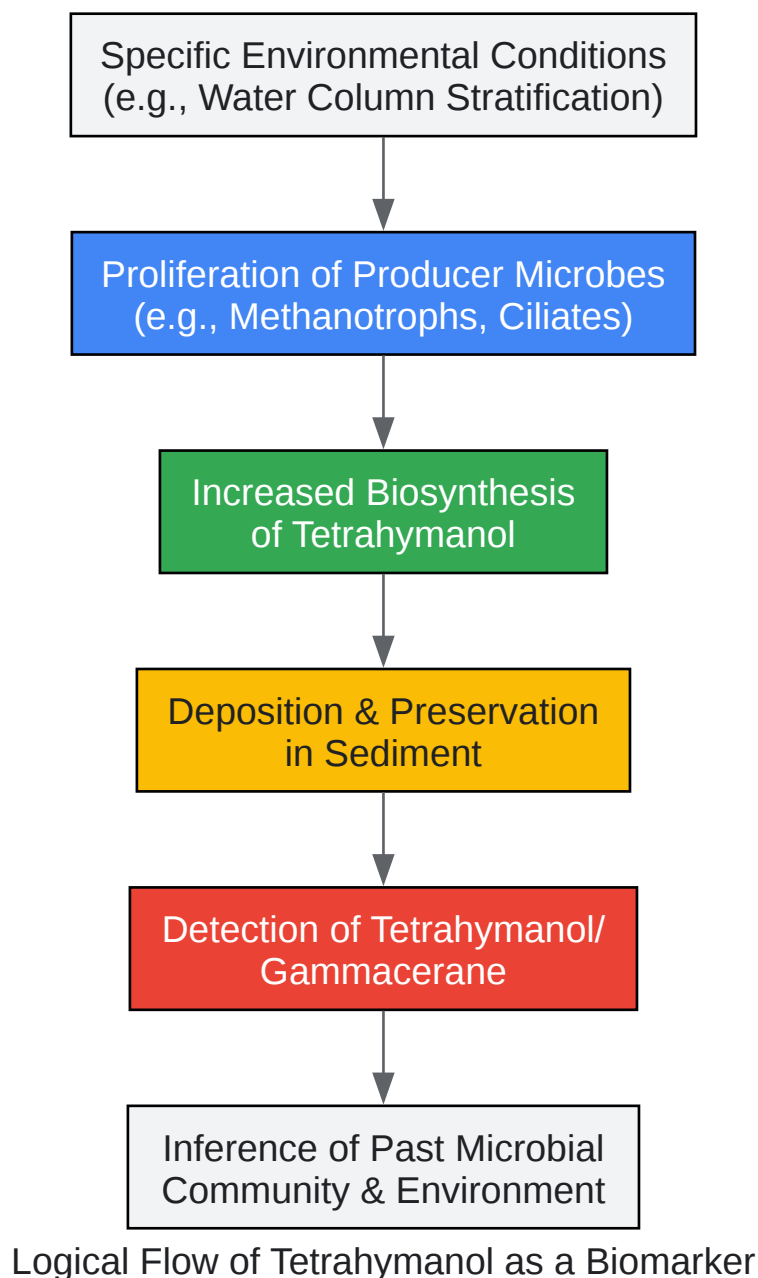 Specific Environmental Conditions
(e.g., Water Column Stratification)
Proliferation of Producer Microbes
(e.g., Methanotrophs, Ciliates)
Increased Biosynthesis
of Tetrahymanol
Deposition & Preservation
in Sediment
Detection of Tetrahymanol/
Gammacerane
Inference of Past Microbial
Community & Environment
Logical Flow of Tetrahymanol as a Biomarker